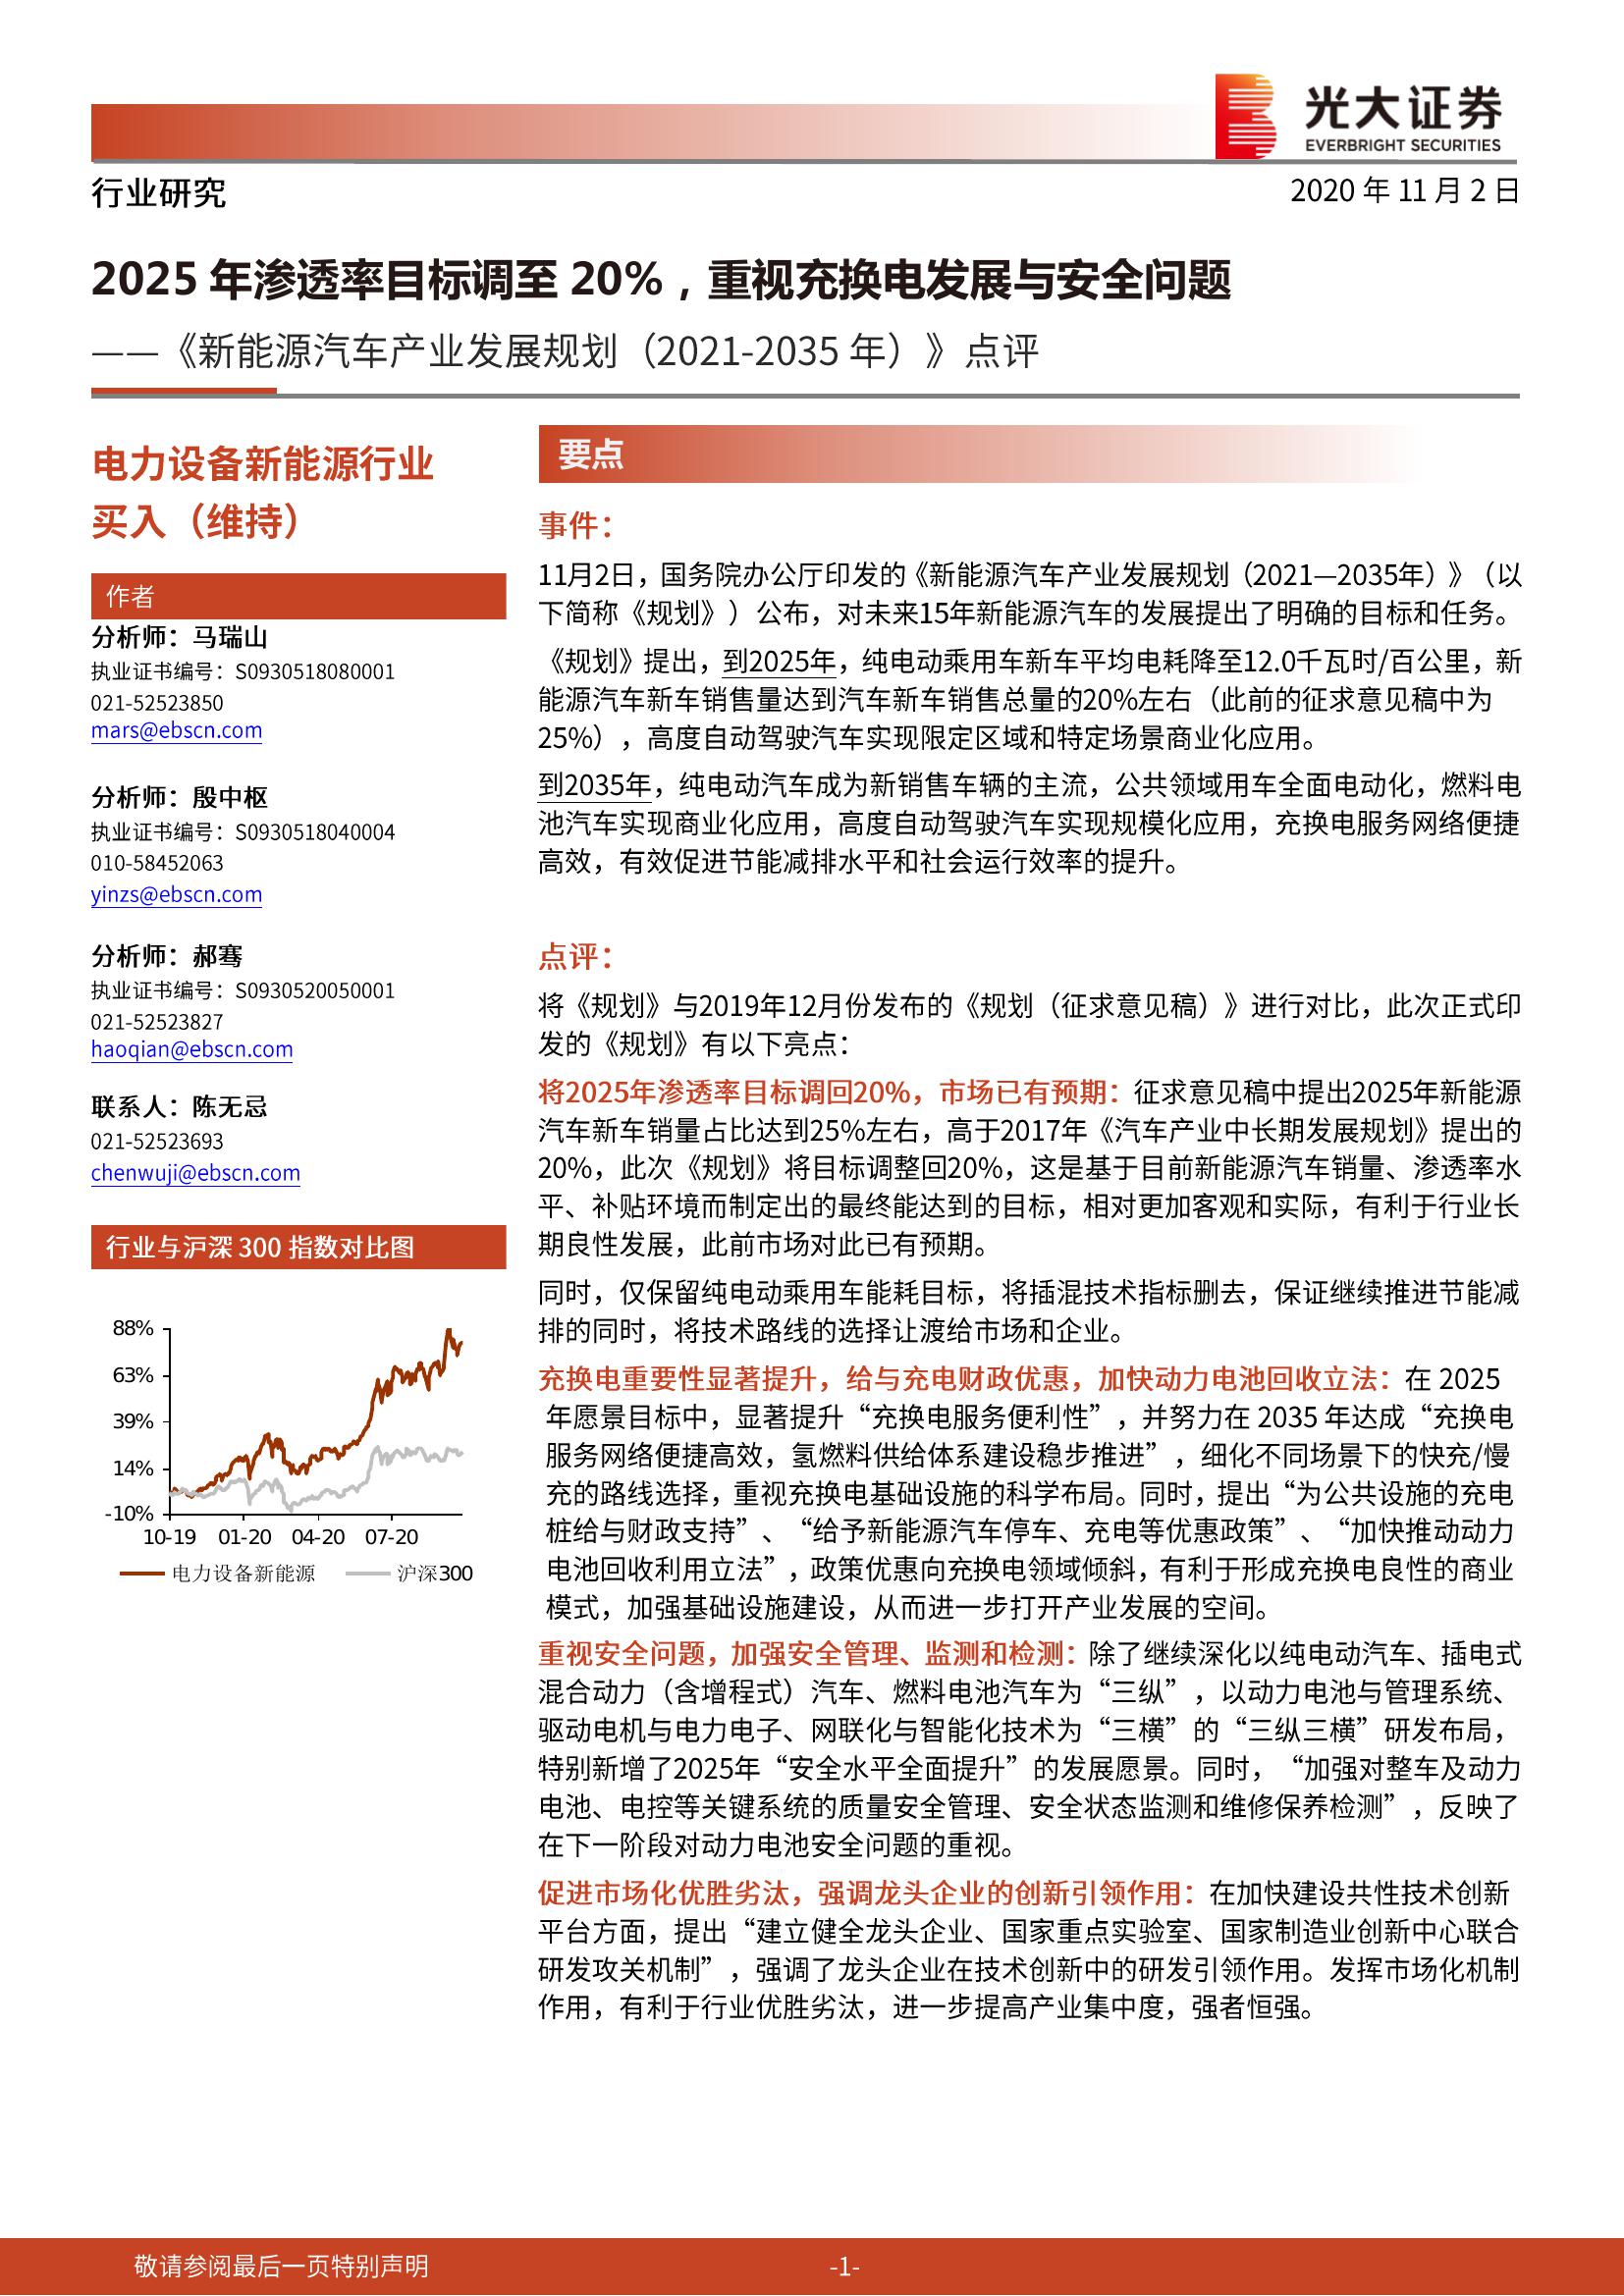 光大证券
EVERBRIGHT SECURITIES
行业研究
2020 年 11 月 2 日
2025 年渗透率目标调至 20%，重视充换电发展与安全问题
——《新能源汽车产业发展规划（2021-2035 年）》点评
电力设备新能源行业
买入（维持）
作者
分析师：马瑞山
执业证书编号：S0930518080001
021-52523850
mars@ebscn.com
分析师：殷中枢
执业证书编号：S0930518040004
010-58452063
yinzs@ebscn.com
分析师：郝骞
执业证书编号：S0930520050001
021-52523827
haoqian@ebscn.com
联系人：陈无忌
021-52523693
chenwuji@ebscn.com
行业与沪深 300 指数对比图
88%
63%
39%
14%
-10%
10-19 01-20 04-20 07-20
电力设备新能源 沪深300
要点
事件：
11月2日，国务院办公厅印发的《新能源汽车产业发展规划（2021—2035年）》（以
下简称《规划》）公布，对未来15年新能源汽车的发展提出了明确的目标和任务。
《规划》提出，到2025年，纯电动乘用车新车平均电耗降至12.0千瓦时/百公里，新
能源汽车新车销售量达到汽车新车销售总量的20%左右（此前的征求意见稿中为
25%），高度自动驾驶汽车实现限定区域和特定场景商业化应用。
到2035年，纯电动汽车成为新销售车辆的主流，公共领域用车全面电动化，燃料电
池汽车实现商业化应用，高度自动驾驶汽车实现规模化应用，充换电服务网络便捷
高效，有效促进节能减排水平和社会运行效率的提升。
点评：
将《规划》与2019年12月份发布的《规划（征求意见稿）》进行对比，此次正式印
发的《规划》有以下亮点：
将2025年渗透率目标调回20%，市场已有预期：征求意见稿中提出2025年新能源
汽车新车销量占比达到25%左右，高于2017年《汽车产业中长期发展规划》提出的
20%，此次《规划》将目标调整回20%，这是基于目前新能源汽车销量、渗透率水
平、补贴环境而制定出的最终能达到的目标，相对更加客观和实际，有利于行业长
期良性发展，此前市场对此已有预期。
同时，仅保留纯电动乘用车能耗目标，将插混技术指标删去，保证继续推进节能减
排的同时，将技术路线的选择让渡给市场和企业。
充换电重要性显著提升，给与充电财政优惠，加快动力电池回收立法：在 2025
年愿景目标中，显著提升“充换电服务便利性”，并努力在 2035 年达成“充换电
服务网络便捷高效，氢燃料供给体系建设稳步推进”，细化不同场景下的快充/慢
充的路线选择，重视充换电基础设施的科学布局。同时，提出“为公共设施的充电
桩给与财政支持”、“给予新能源汽车停车、充电等优惠政策”、“加快推动动力
电池回收利用立法”，政策优惠向充换电领域倾斜，有利于形成充换电良性的商业
模式，加强基础设施建设，从而进一步打开产业发展的空间。
重视安全问题，加强安全管理、监测和检测：除了继续深化以纯电动汽车、插电式
混合动力（含增程式）汽车、燃料电池汽车为“三纵”，以动力电池与管理系统、
驱动电机与电力电子、网联化与智能化技术为“三横”的“三纵三横”研发布局，
特别新增了2025年“安全水平全面提升”的发展愿景。同时，“加强对整车及动力
电池、电控等关键系统的质量安全管理、安全状态监测和维修保养检测”，反映了
在下一阶段对动力电池安全问题的重视。
促进市场化优胜劣汰，强调龙头企业的创新引领作用：在加快建设共性技术创新
平台方面，提出“建立健全龙头企业、国家重点实验室、国家制造业创新中心联合
研发攻关机制”，强调了龙头企业在技术创新中的研发引领作用。发挥市场化机制
作用，有利于行业优胜劣汰，进一步提高产业集中度，强者恒强。
敬请参阅最后一页特别声明
-1-